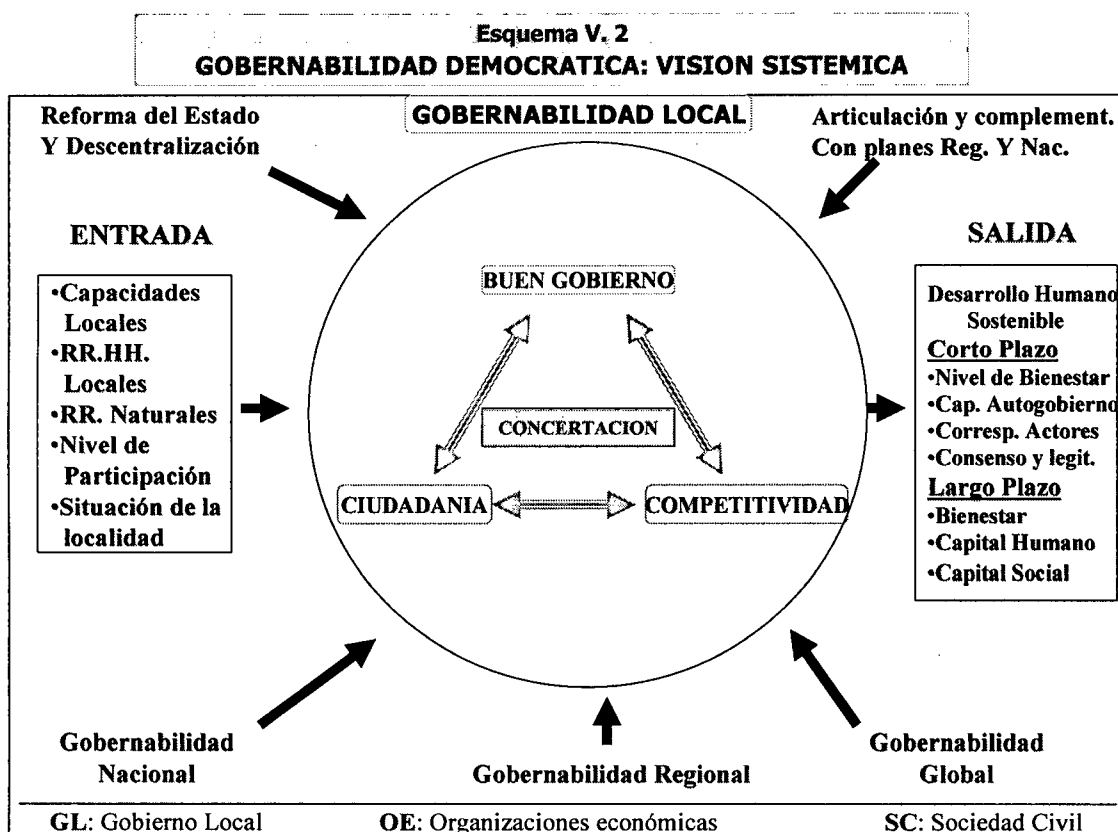 Esquema V. 2
GOBERNABILIDAD DEMOCRATICA: VISION SISTEMICA
GOBERNABILIDAD LOCAL
Reforma del Estado
Y Descentralización
Articulación y complement.
Con planes Reg. Y Nac.
ENTRADA
•Capacidades
Locales
•RR.HH.
Locales
•RR. Naturales
•Nivel de
Participación
•Situación de la
localidad
BUEN GOBIERNO
CONCERTACION
CIUDADANIA
COMPETITIVIDAD
SALIDA
Desarrollo Humano
Sostenible
Corto Plazo
•Nivel de Bienestar
•Cap. Autogobierno
•Corresp. Actores
•Consenso y legit.
Largo Plazo
•Bienestar
•Capital Humano
•Capital Social
Gobernabilidad
Nacional
Gobernabilidad Regional
Gobernabilidad
Global
GL: Gobierno Local OE: Organizaciones económicas SC: Sociedad Civil